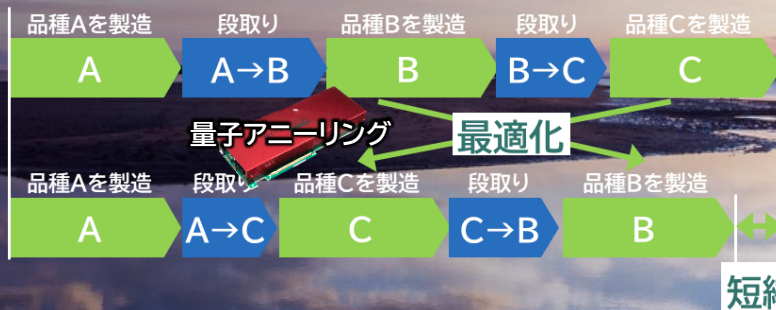 品種Aを製造 段取り 品種Bを製造 段取り 品種Cを製造
A A→B B B→C C
量子アニーリング 最適化
品種Aを製造 段取り 品種Cを製造 段取り 品種Bを製造
A A→C C C→B B
短